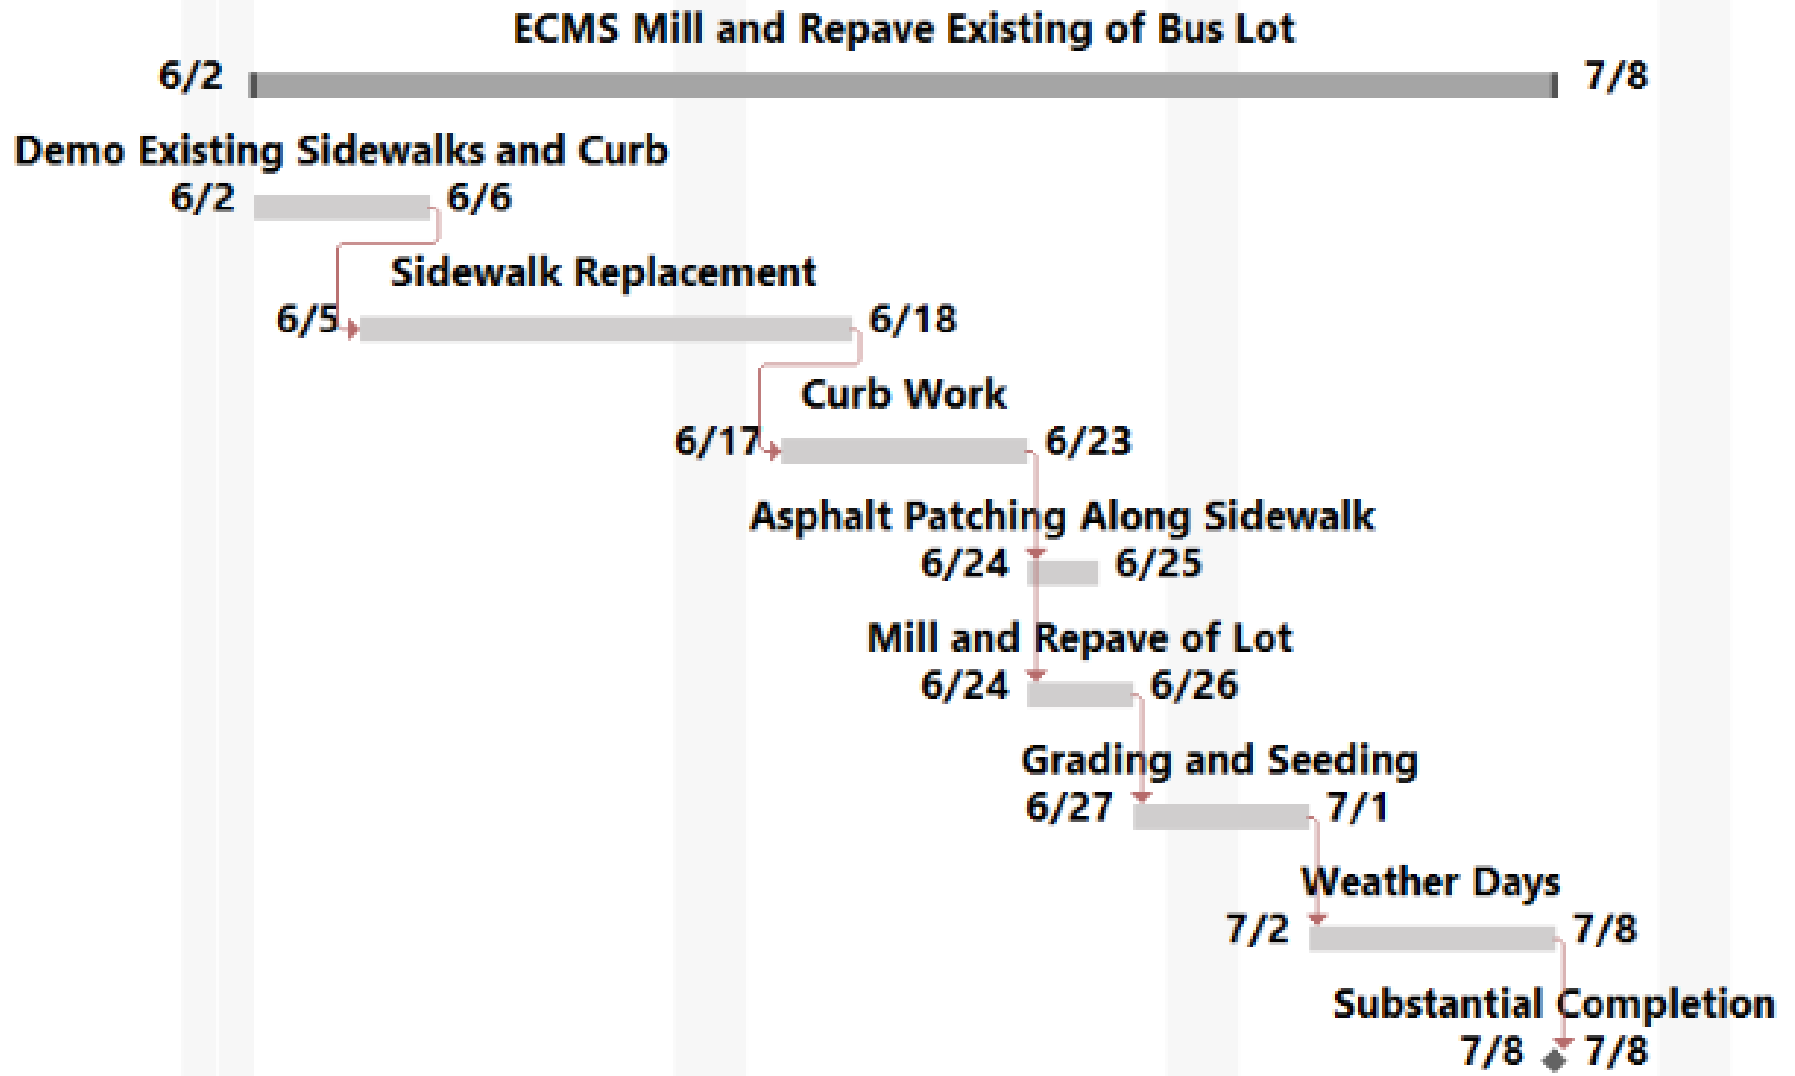 ECMS Mill and Repave Existing of Bus Lot
6/2 7/8
Demo Existing Sidewalks and Curb
6/2 6/6
Sidewalk Replacement
6/5 6/18
Curb Work
6/17 6/23
Asphalt Patching Along Sidewalk
6/24 6/25
Mill and Repave of Lot
6/24 6/26
Grading and Seeding
6/27 7/1
Weather Days
7/2 7/8
Substantial Completion
7/8 7/8